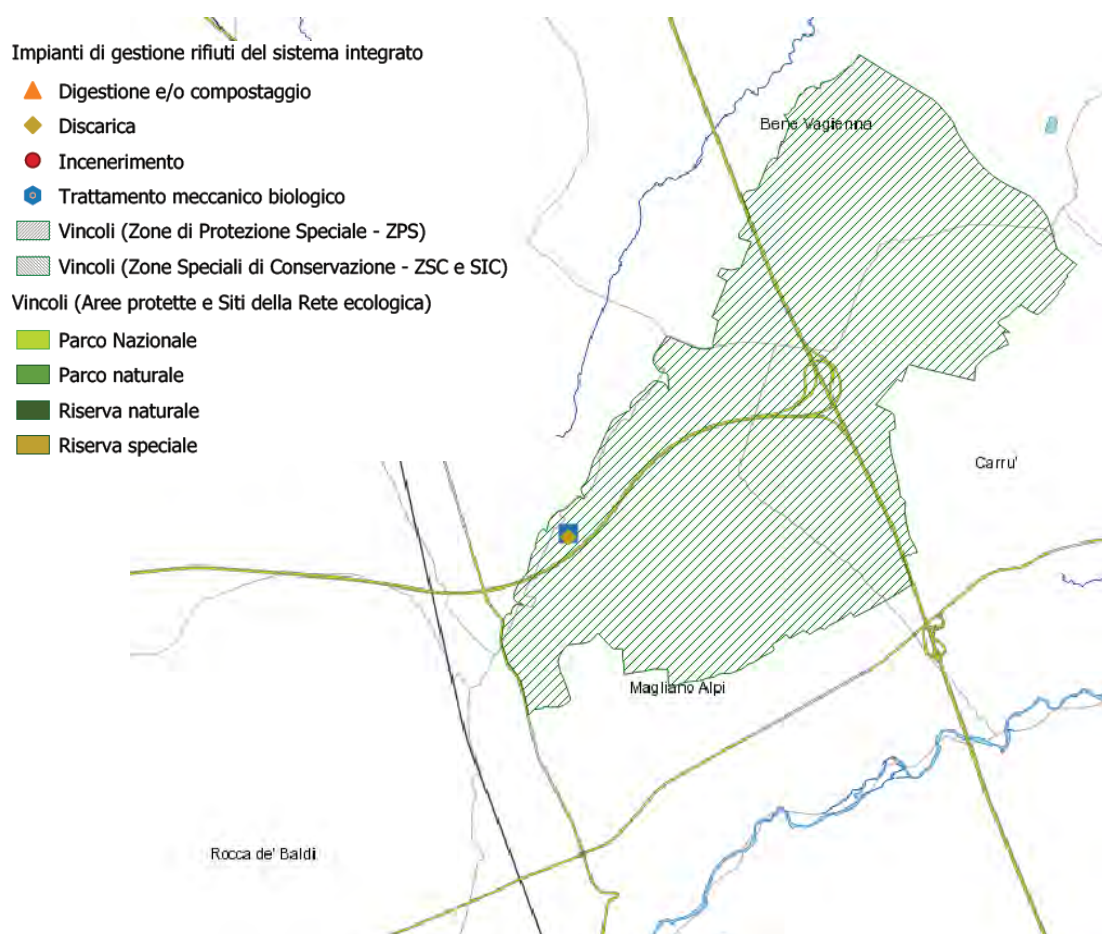 Impianti di gestione rifiuti del sistema integrato
Digestione e/o compostaggio
Discarica
Incenerimento
Trattamento meccanico biologico
Vincoli (Zone di Protezione Speciale - ZPS)
Vincoli (Zone Speciali di Conservazione - ZSC e SIC)
Vincoli (Aree protette e Siti della Rete ecologica)
Parco Nazionale
Parco naturale
Riserva naturale
Riserva speciale
Bene Vagienna
Carru'
Magliano Alpi
Rocca de' Baldi